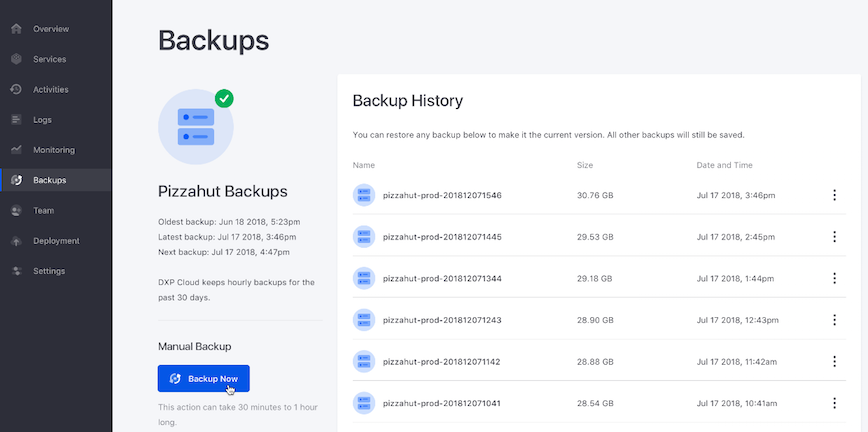 Overview
Services
Activities
Logs
Monitoring
Backups
Team
Deployment
Settings
Backups
Pizzahut Backups
Oldest backup: Jun 18 2018, 5:23pm
Latest backup: Jul 17 2018, 3:46pm
Next backup: Jul 17 2018, 4:47pm
DXP Cloud keeps hourly backups for the
past 30 days.
Manual Backup
Backup Now
This action can take 30 minutes to 1 hour
long.
Backup History
You can restore any backup below to make it the current version. All other backups will still be saved.
Name Size Date and Time
pizzahut-prod-201812071546 30.76 GB Jul 17 2018, 3:46pm
pizzahut-prod-201812071445 29.53 GB Jul 17 2018, 2:45pm
pizzahut-prod-201812071344 29.18 GB Jul 17 2018, 1:44pm
pizzahut-prod-201812071243 28.90 GB Jul 17 2018, 12:43pm
pizzahut-prod-201812071142 28.88 GB Jul 17 2018, 11:42am
pizzahut-prod-201812071041 28.54 GB Jul 17 2018, 10:41am